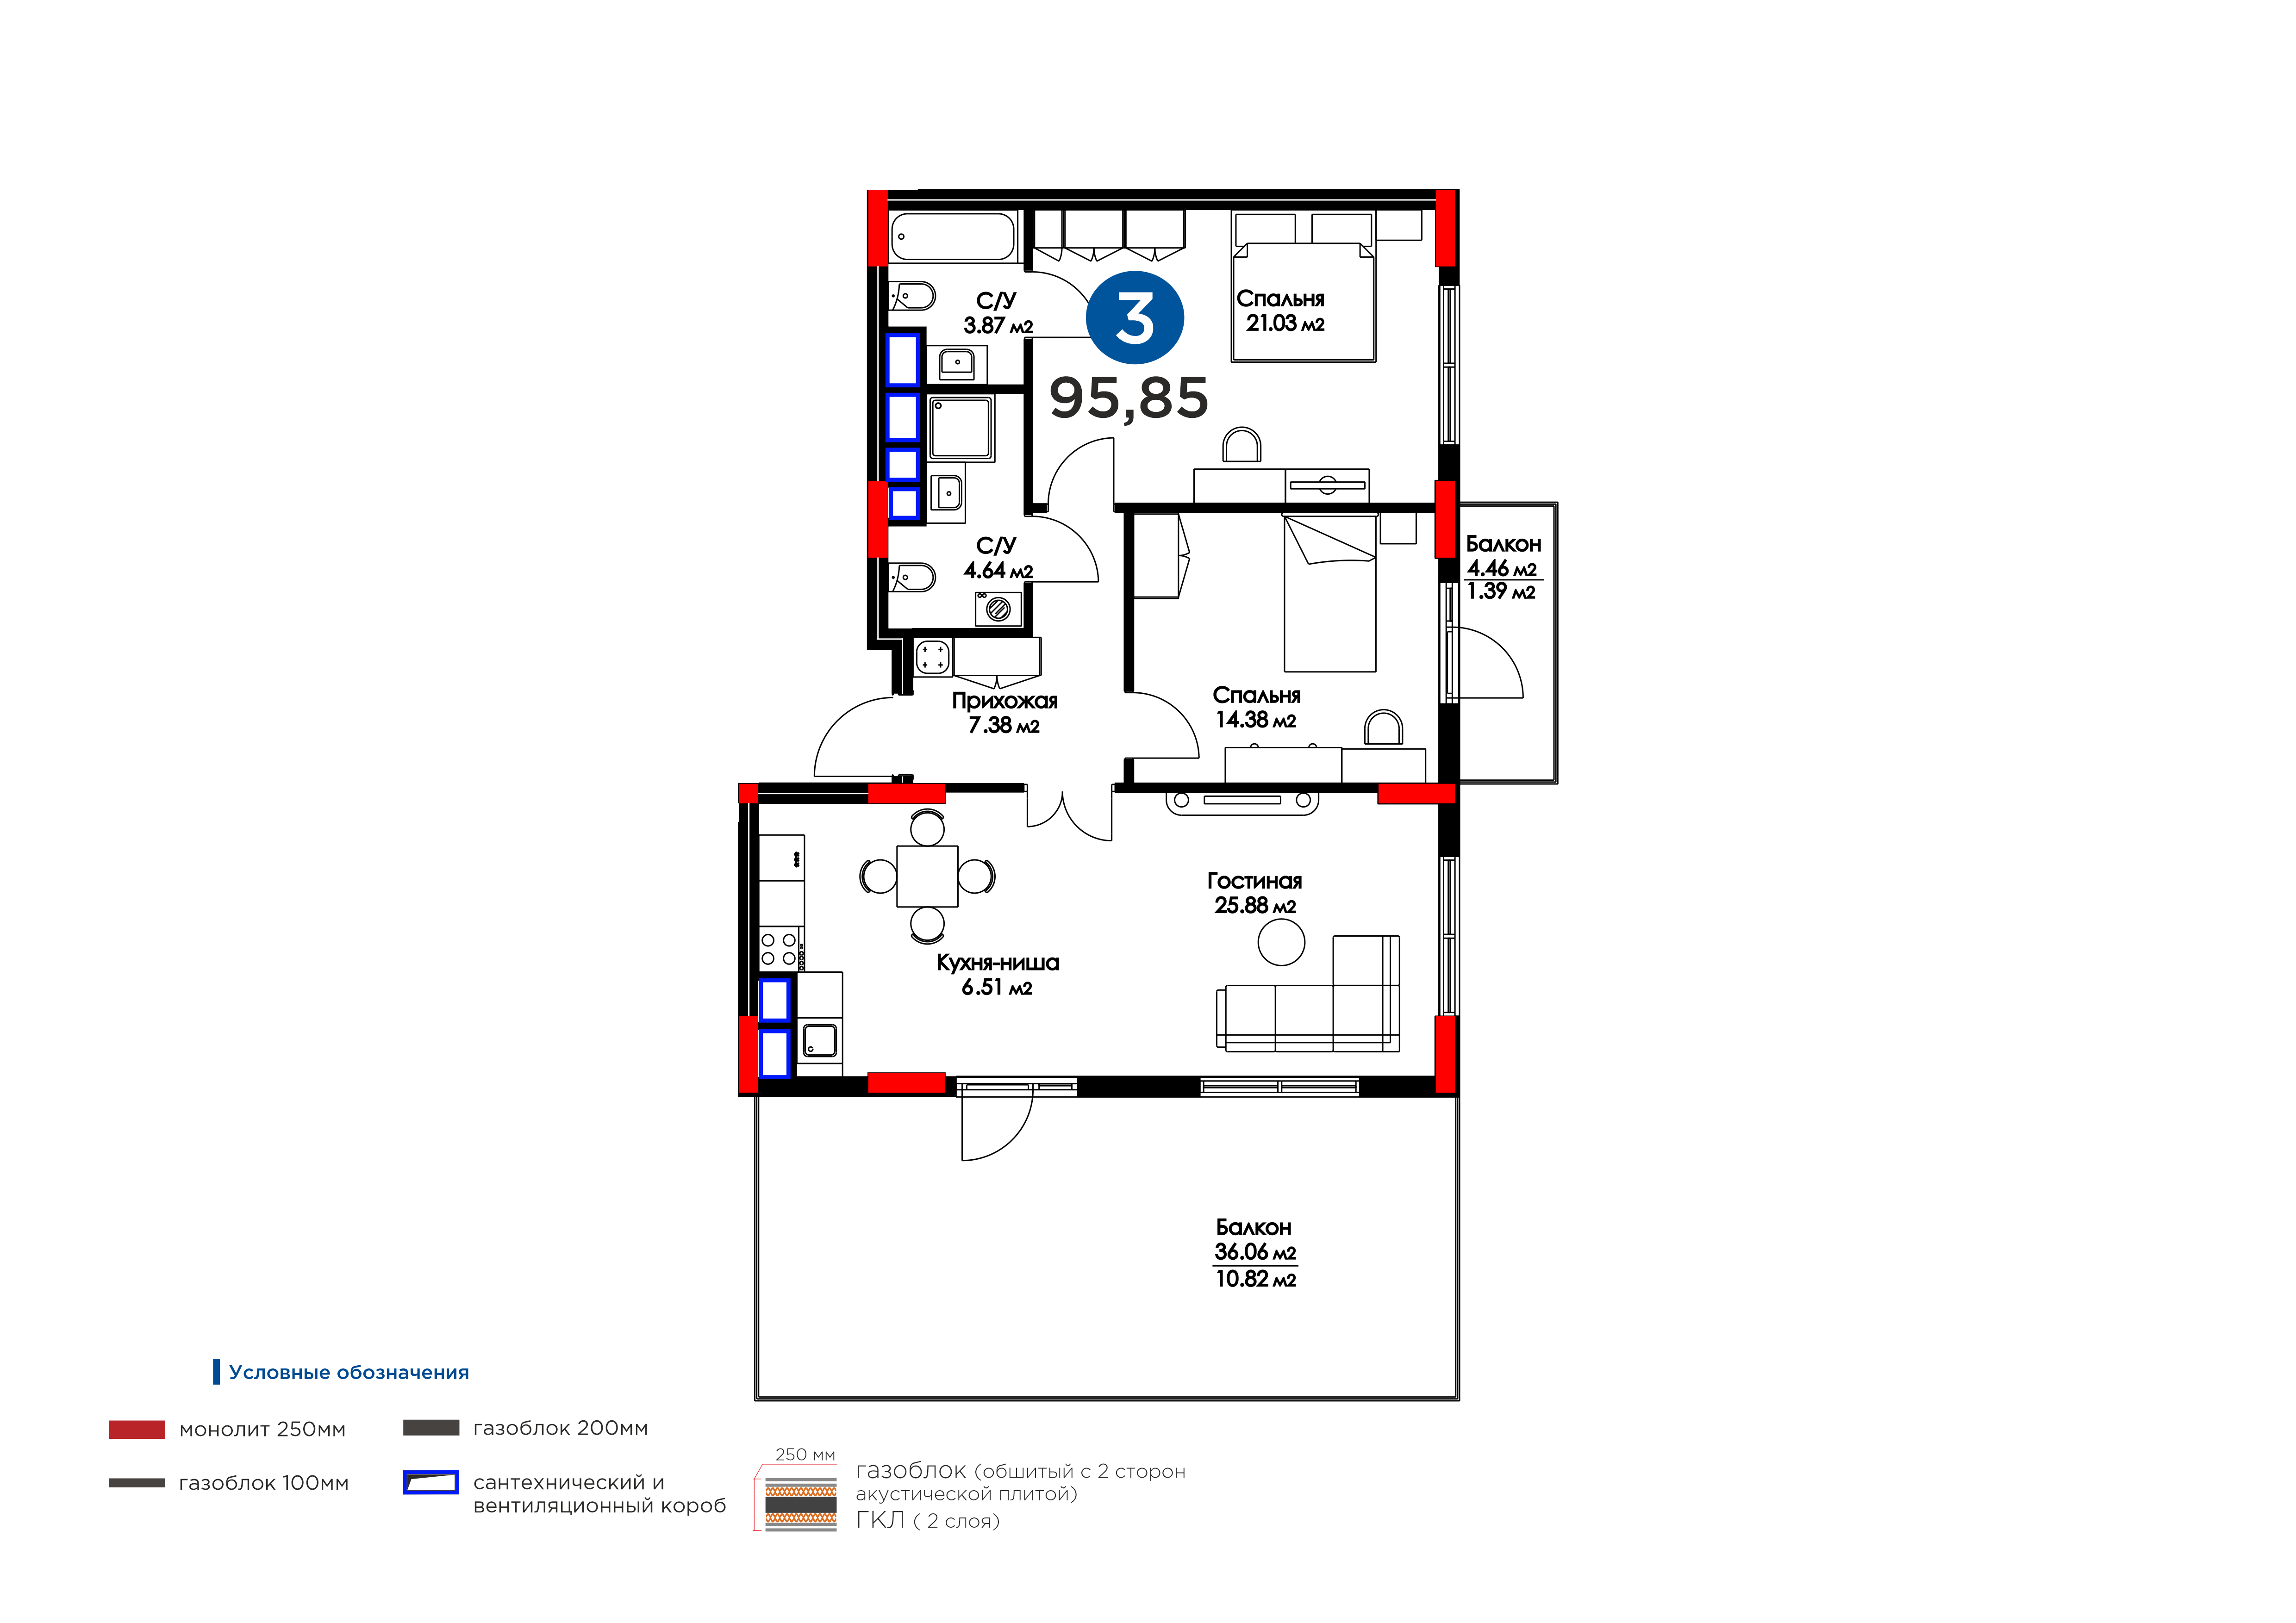 С/У
3.87 м2
3
95,85
Спальня
21.03 м2
С/У
4.64 м2
Балкон
4.46 м2
1.39 м2
Прихожая
7.38 м2
Спальня
14.38 м2
Гостиная
25.88 м2
Кухня-ниша
6.51 м2
Балкон
36.06 м2
10.82 м2
Условные обозначения
монолит 250мм
газоблок 200мм
газоблок 100мм
сантехнический и
вентиляционный короб
250 мм
газоблок (обшитый с 2 сторон
акустической плитой)
ГКЛ ( 2 слоя)